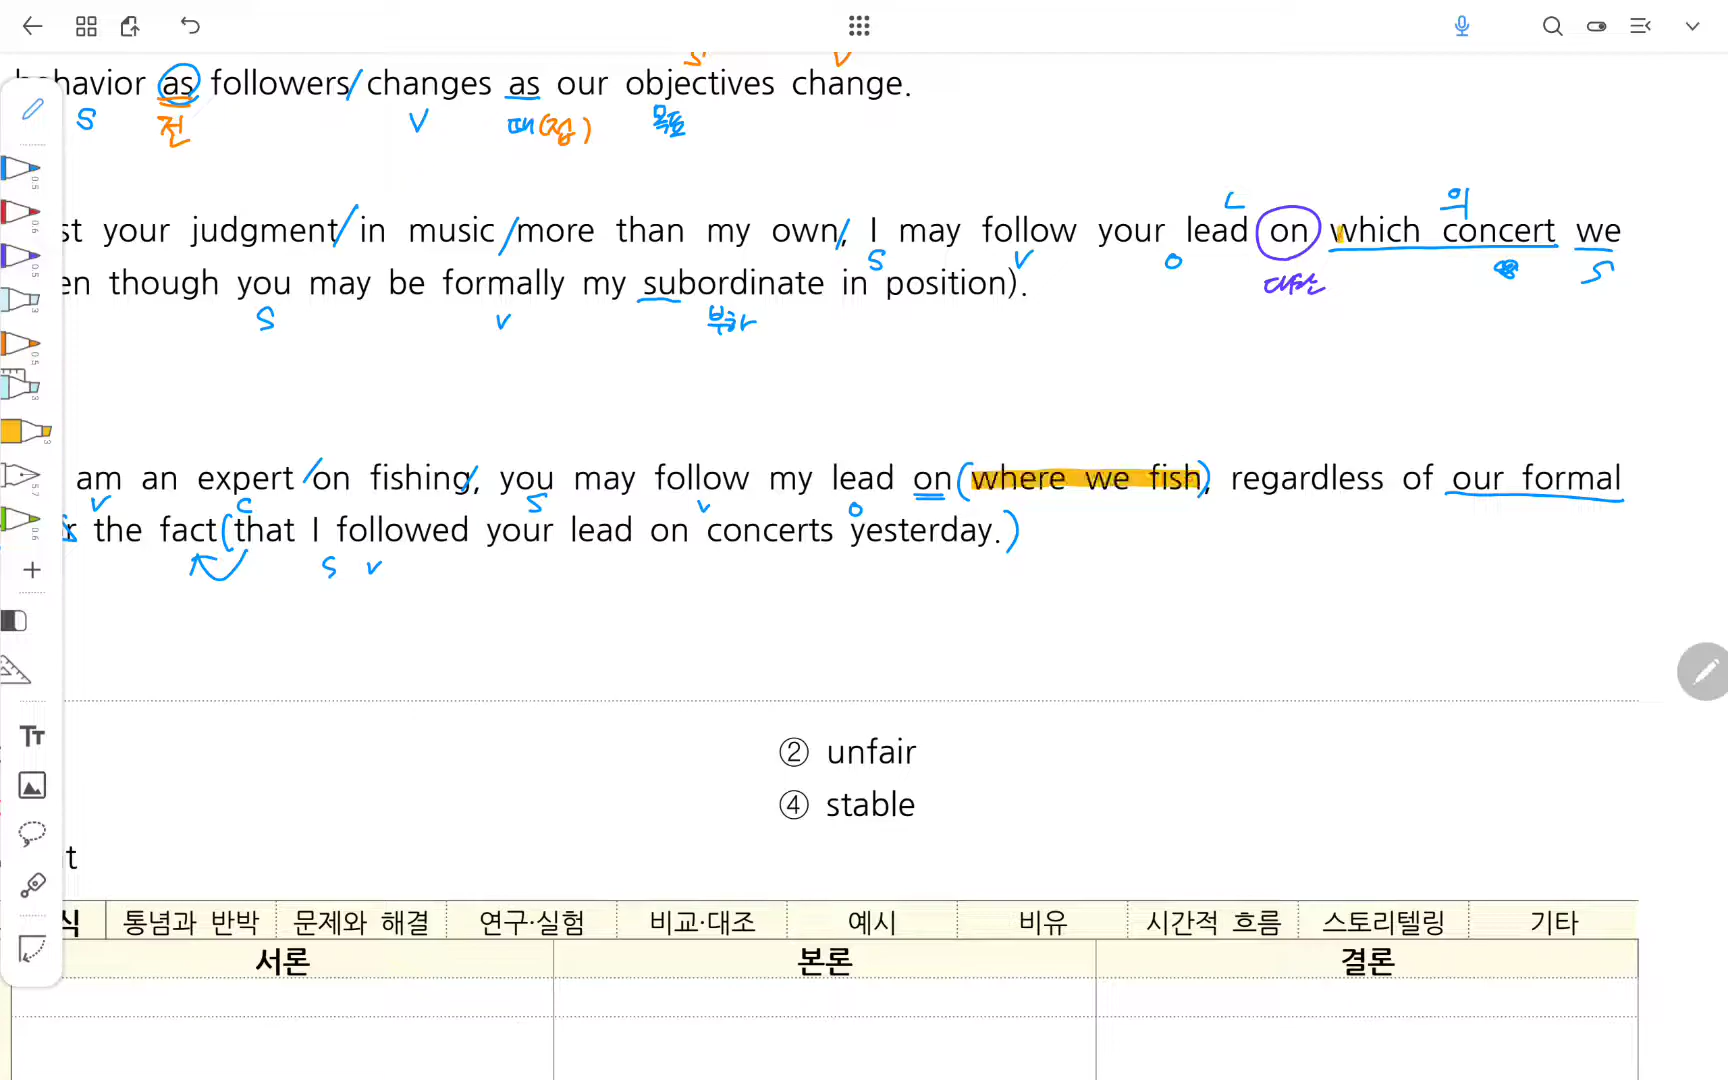 behavior as followers/changes as our objectives change.
S 전 V 때(접) 목표
st your judgment/in music/more than my own, I may follow your lead on which concert we
의
S V O 대한 S
en though you may be formally my subordinate in position).
S V 부하
am an expert/on fishing, you may follow my lead on (where we fish), regardless of our formal
V C S V O
r the fact (that I followed your lead on concerts yesterday.)
S V
② unfair
④ stable
t
식 통념과 반박 문제와 해결 연구·실험 비교·대조 예시 비유 시간적 흐름 스토리텔링 기타
서론 본론 결론